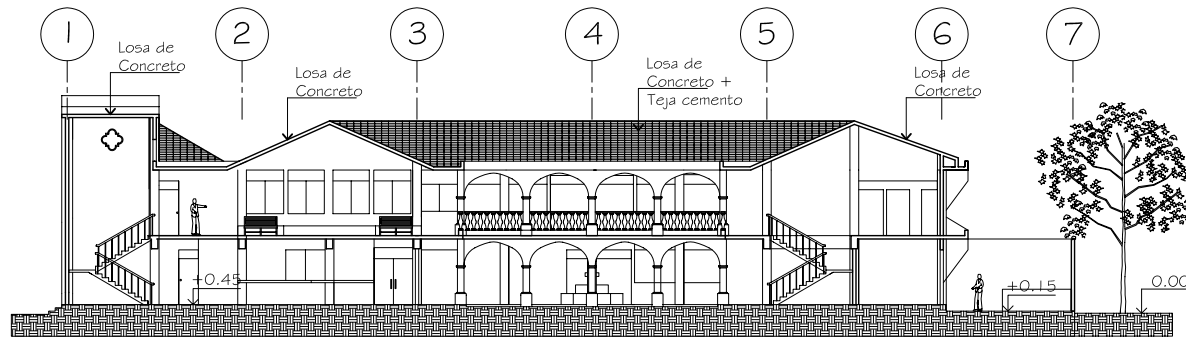 1 2 3 4 5 6 7
Losa de
Concreto
Losa de
Concreto
Losa de
Concreto +
Teja cemento
Losa de
Concreto
+0.45
+0.15
0.00